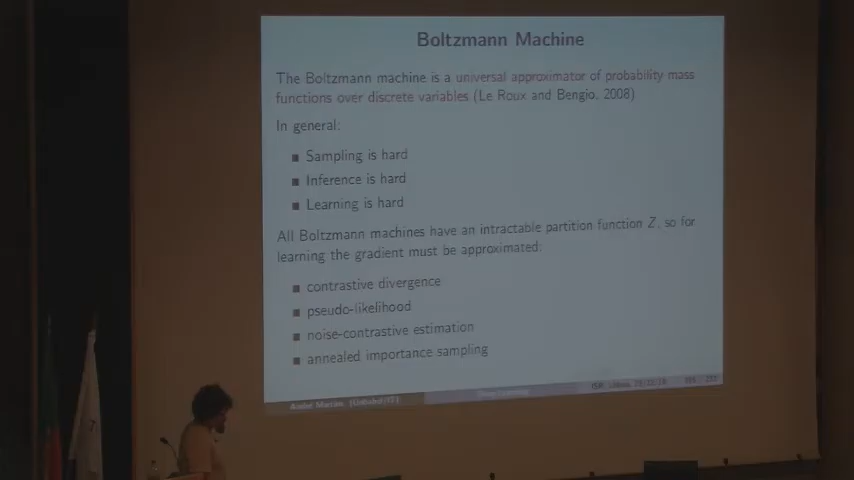 Boltzmann Machine
The Boltzmann machine is a universal approximator of probability mass
functions over discrete variables (Le Roux and Bengio, 2008)
In general:
Sampling is hard
Inference is hard
Learning is hard
All Boltzmann machines have an intractable partition function Z, so for
learning the gradient must be approximated:
contrastive divergence
pseudo-likelihood
noise-contrastive estimation
annealed importance sampling